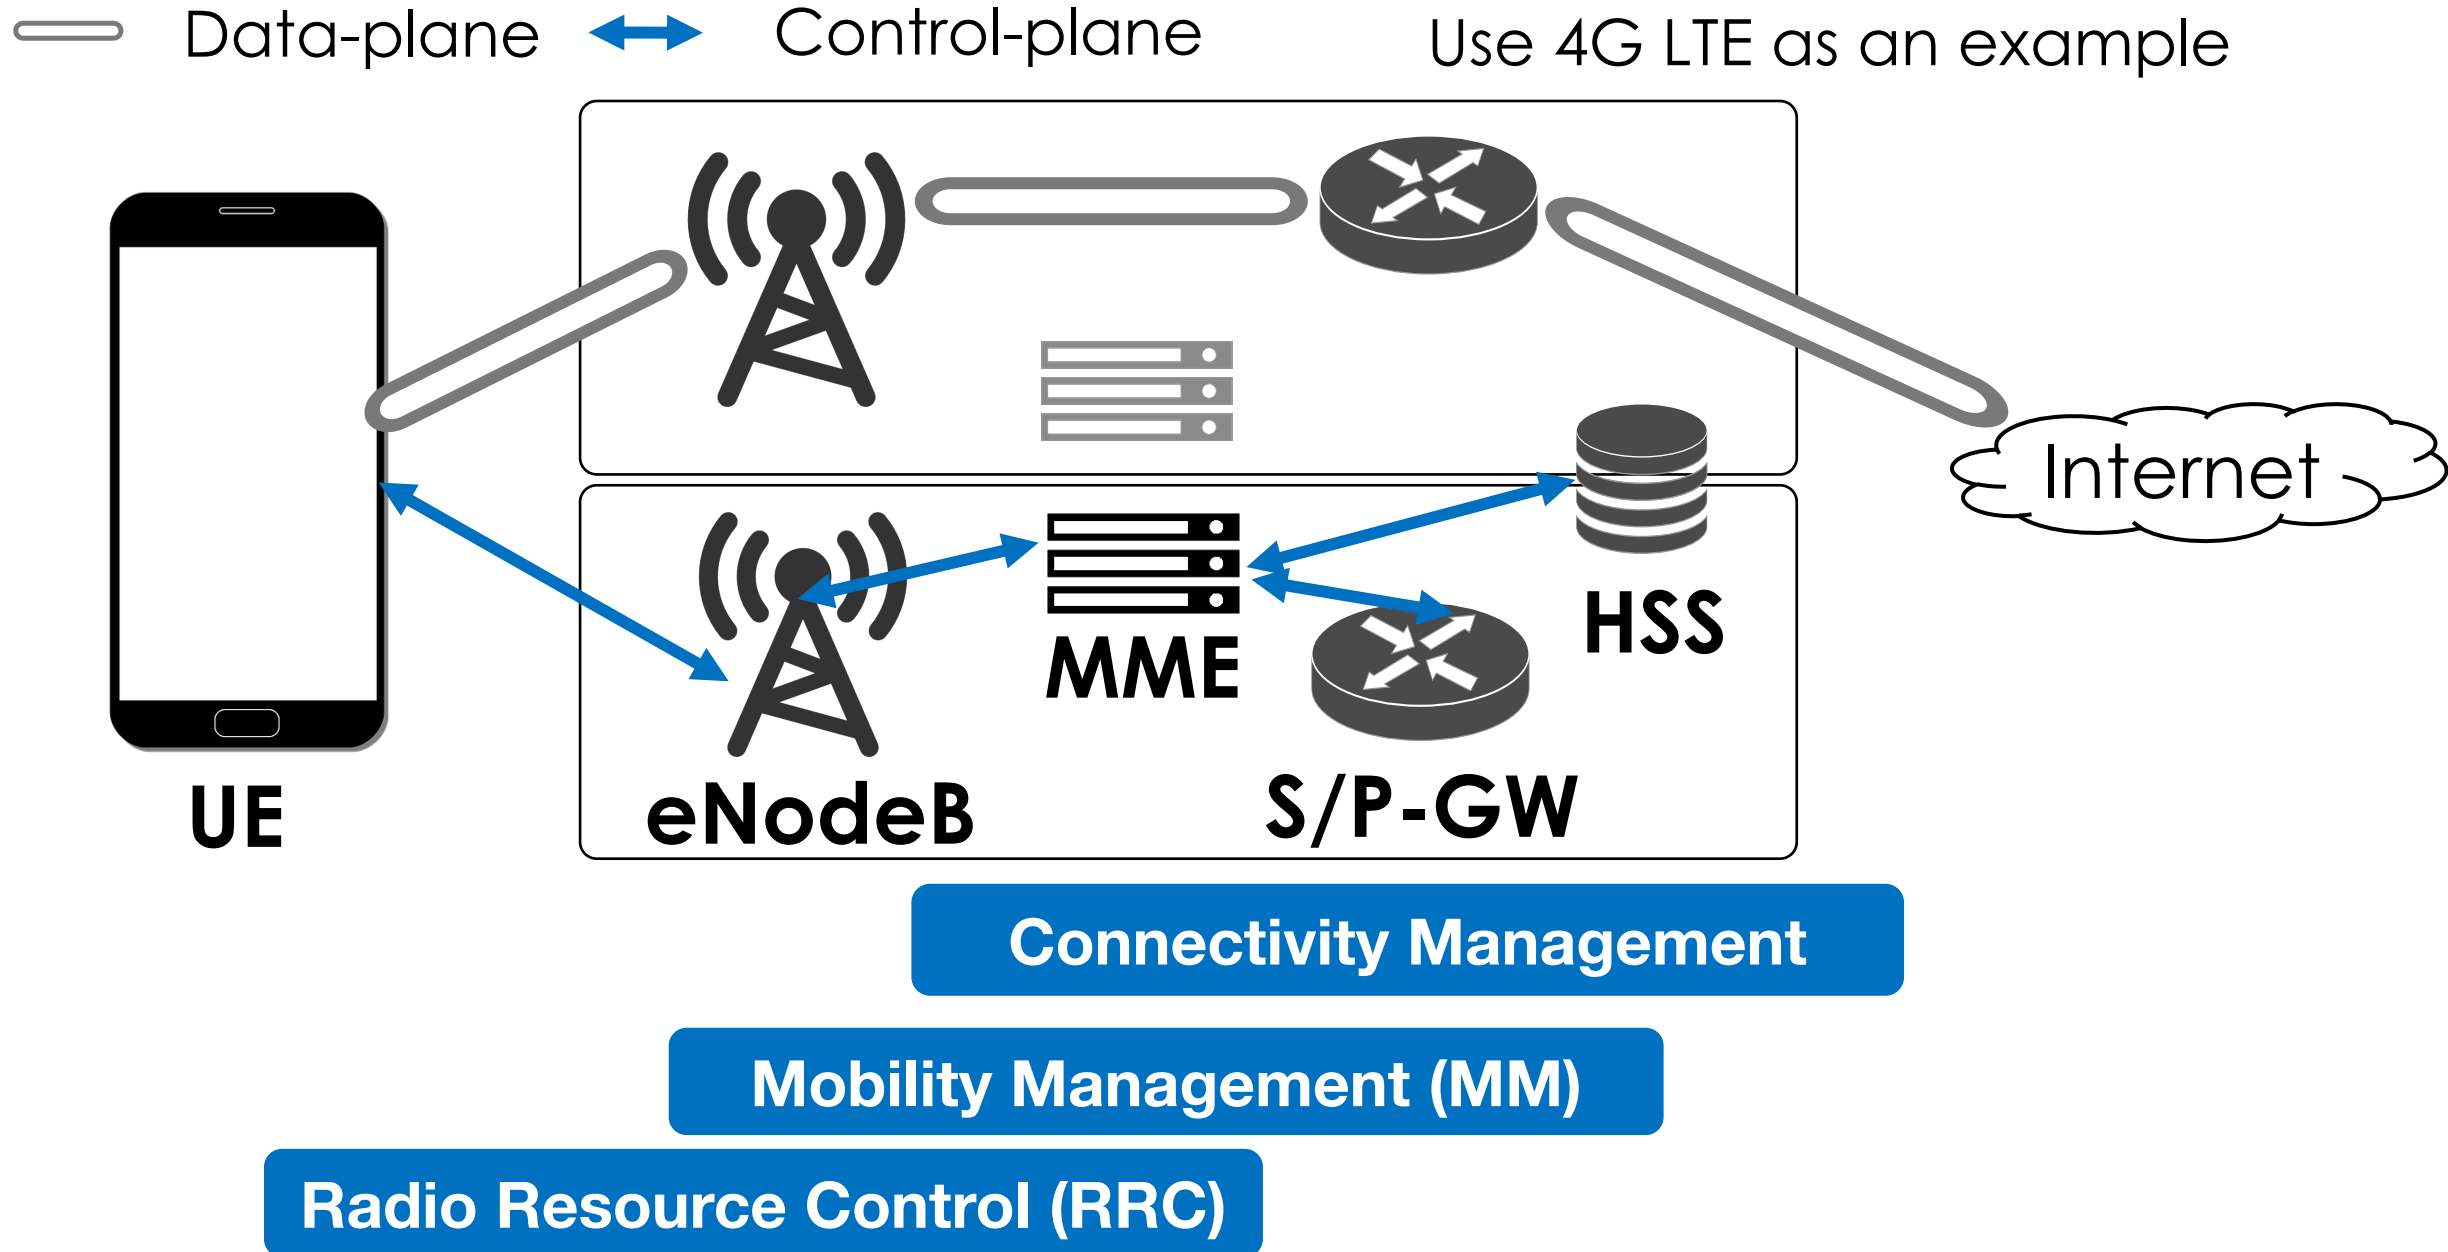 Data-plane
Control-plane
Use 4G LTE as an example
Internet
HSS
MME
UE
eNodeB
S/P-GW
Connectivity Management
Mobility Management (MM)
Radio Resource Control (RRC)